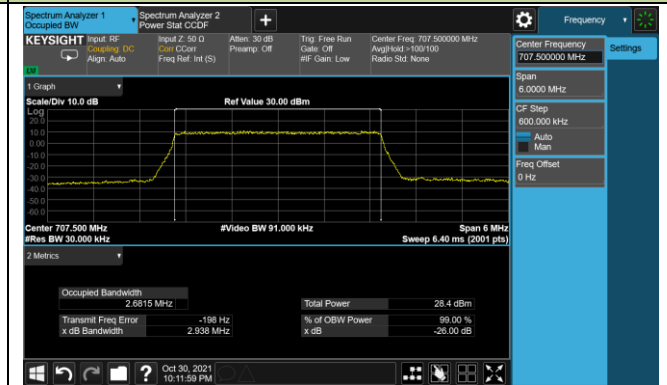 Spectrum Analyzer 1
Occupied BW
Spectrum Analyzer 2
Power Stat CCDF
Frequency
KEYSIGHT
Input: RF
Coupling: DC
Align: Auto
Input Z: 50 Ω
Corr CCorr
Freq Ref: Int (S)
Atten: 30 dB
Preamp: Off
Trig: Free Run
Gate: Off
#IF Gain: Low
Center Freq: 707.500000 MHz
Avg|Hold:>100/100
Radio Std: None
LM
Center Frequency
707.500000 MHz
Settings
Span
6.0000 MHz
CF Step
600.000 kHz
Auto
Man
Freq Offset
0 Hz
1 Graph
Scale/Div 10.0 dB
Ref Value 30.00 dBm
Log
20.0
10.0
0.00
-10.0
-20.0
-30.0
-40.0
-50.0
-60.0
Center 707.500 MHz
#Video BW 91.000 kHz
Span 6 MHz
#Res BW 30.000 kHz
Sweep 6.40 ms (2001 pts)
2 Metrics
Occupied Bandwidth
2.6815 MHz
Total Power
28.4 dBm
Transmit Freq Error
-198 Hz
% of OBW Power
99.00 %
x dB Bandwidth
2.938 MHz
x dB
-26.00 dB
?
Oct 30, 2021
10:11:59 PM